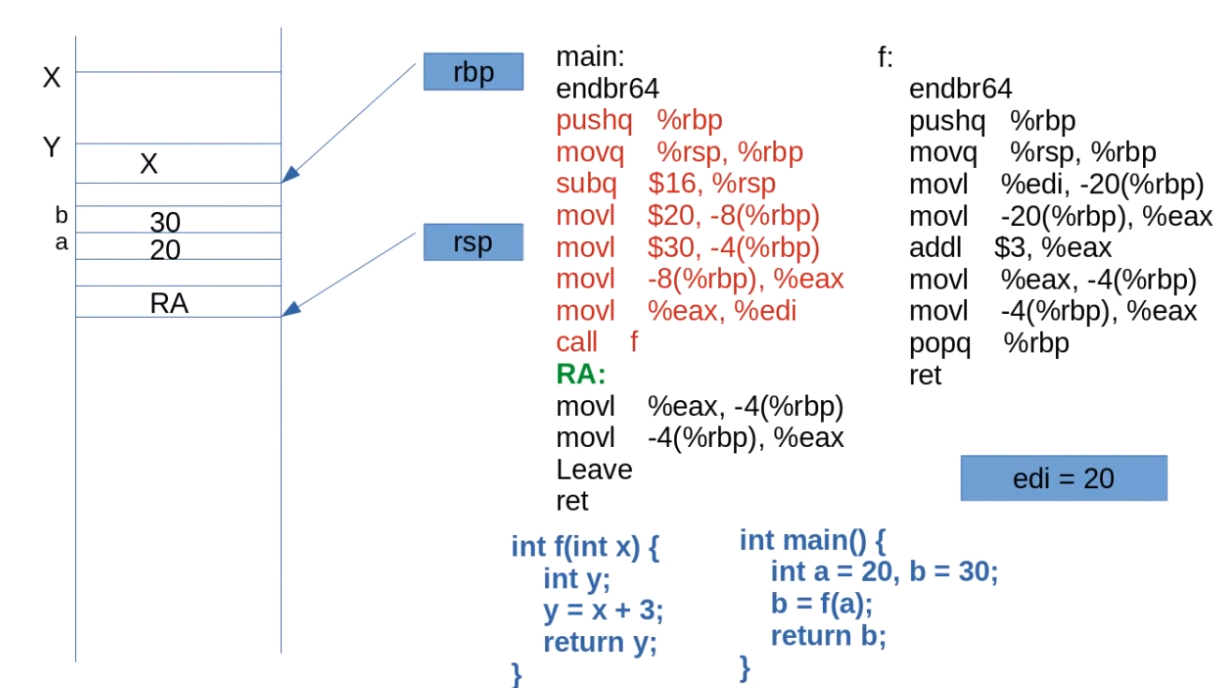 X
Y
X
b
30
a
20
RA
rbp
rsp
main:
endbr64
pushq %rbp
movq %rsp, %rbp
subq $16, %rsp
movl $20, -8(%rbp)
movl $30, -4(%rbp)
movl -8(%rbp), %eax
movl %eax, %edi
call f
RA:
movl %eax, -4(%rbp)
movl -4(%rbp), %eax
Leave
ret
f:
endbr64
pushq %rbp
movq %rsp, %rbp
movl %edi, -20(%rbp)
movl -20(%rbp), %eax
addl $3, %eax
movl %eax, -4(%rbp)
movl -4(%rbp), %eax
popq %rbp
ret
edi = 20
int f(int x) {
int y;
y = x + 3;
return y;
}
int main() {
int a = 20, b = 30;
b = f(a);
return b;
}